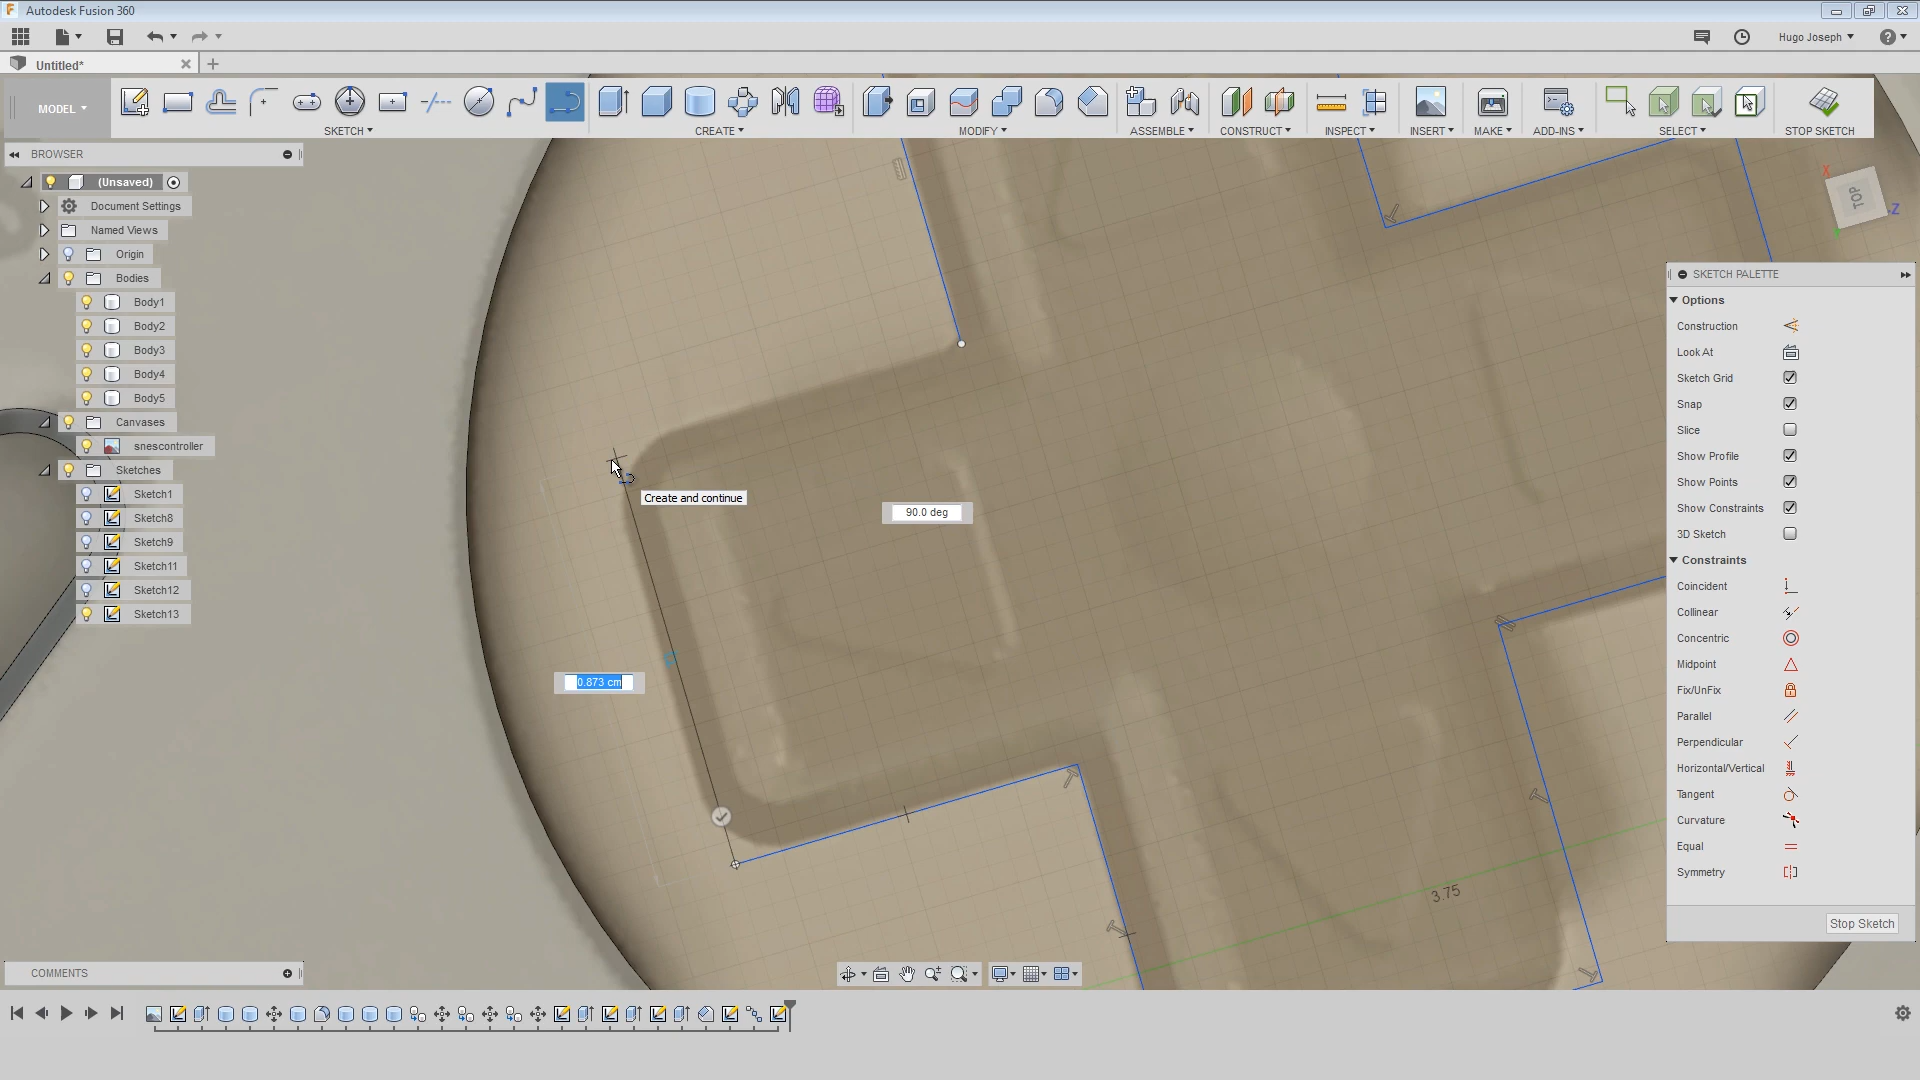 Autodesk Fusion 360
Hugo Joseph
Untitled*
MODEL
SKETCH
CREATE
MODIFY
ASSEMBLE
CONSTRUCT
INSPECT
INSERT
MAKE
ADD-INS
SELECT
STOP SKETCH
BROWSER
(Unsaved)
Document Settings
Named Views
Origin
Bodies
Body1
Body2
Body3
Body4
Body5
Canvases
snescontroller
Sketches
Sketch1
Sketch8
Sketch9
Sketch11
Sketch12
Sketch13
X
TOP
Z
Create and continue
90.0 deg
0.873 cm
3.75
SKETCH PALETTE
Options
Construction
Look At
Sketch Grid
Snap
Slice
Show Profile
Show Points
Show Constraints
3D Sketch
Constraints
Coincident
Collinear
Concentric
Midpoint
Fix/UnFix
Parallel
Perpendicular
Horizontal/Vertical
Tangent
Curvature
Equal
Symmetry
Stop Sketch
COMMENTS